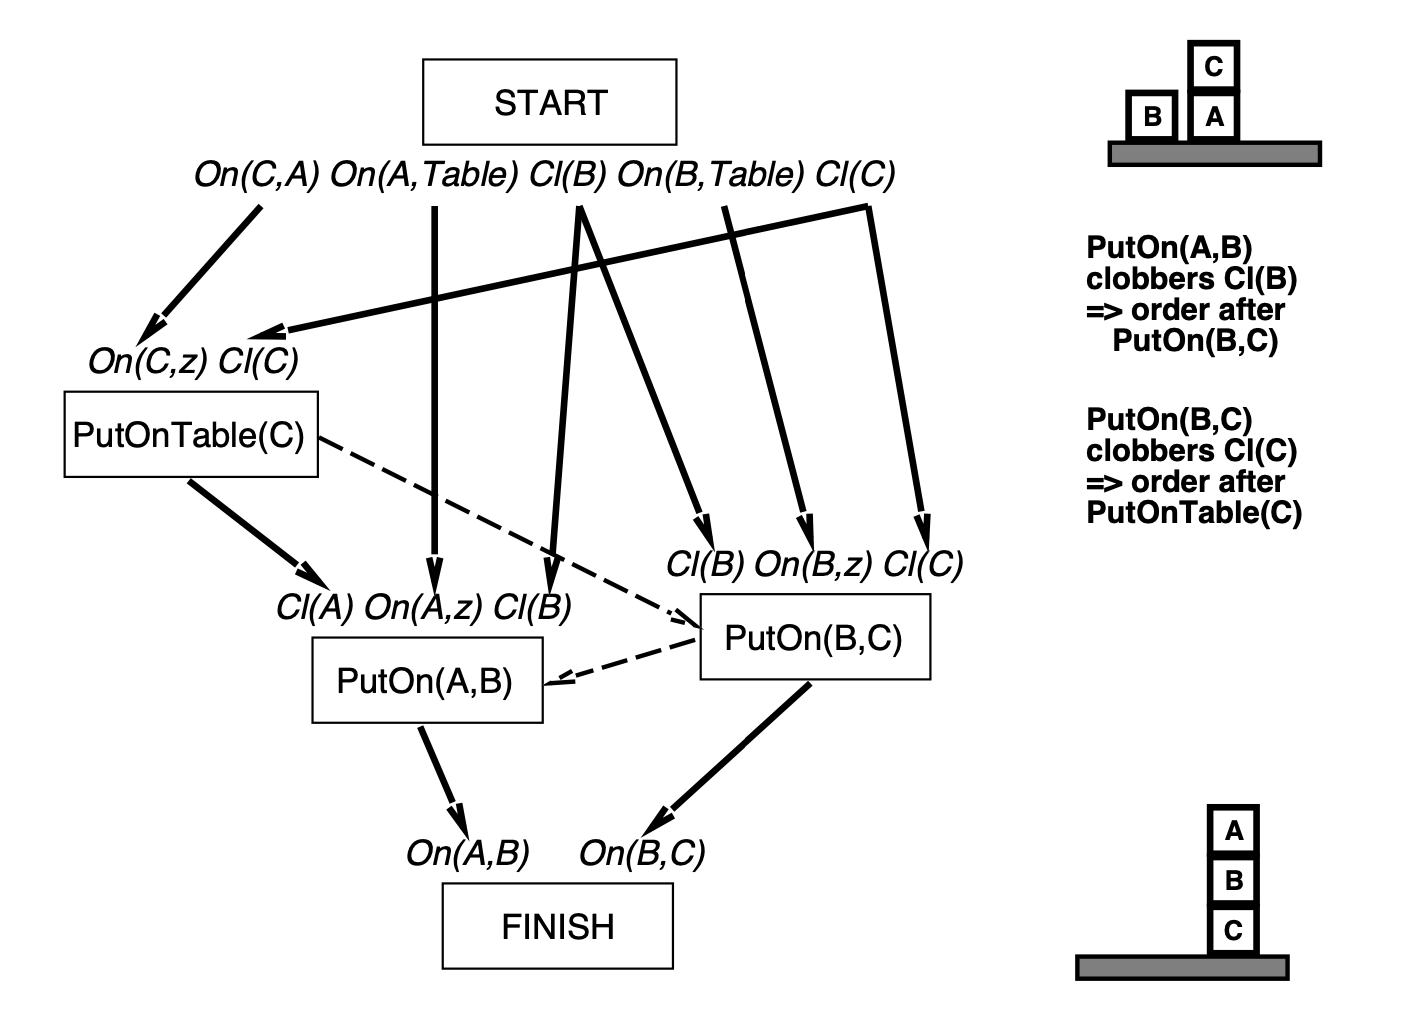 START
On(C,A) On(A,Table) Cl(B) On(B,Table) Cl(C)
On(C,z) Cl(C)
PutOnTable(C)
Cl(A) On(A,z) Cl(B)
PutOn(A,B)
Cl(B) On(B,z) Cl(C)
PutOn(B,C)
On(A,B) On(B,C)
FINISH
C
B A
PutOn(A,B)
clobbers Cl(B)
=> order after
PutOn(B,C)
PutOn(B,C)
clobbers Cl(C)
=> order after
PutOnTable(C)
A
B
C